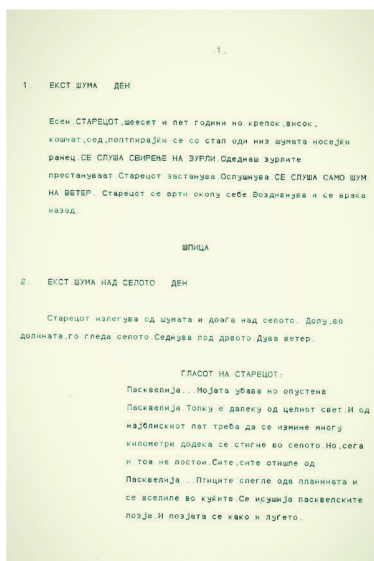 .1.
1. ЕКСТ.ШУМА ДЕН
Есен.СТАРЕЦОТ,шеесет и пет години но крепок,висок,
кошчат,сед,поптпирајќи се со стап оди низ шумата носејќи
ранец.СЕ СЛУША СВИРЕЊЕ НА ЗУРЛИ.Одеднаш зурлите
престануваат.Старецот застанува.Ослушнува.СЕ СЛУША САМО ШУМ
НА ВЕТЕР. Старецот се врти околу себе.Воздивнува и се враќа
назад.
ШПИЦА
2. ЕКСТ.ШУМА НАД СЕЛОТО ДЕН
Старецот излегува од шумата и доаѓа над селото. Долу,во
долината,го гледа селото.Седнува под дрвото.Дува ветер.
ГЛАСОТ НА СТАРЕЦОТ:
Пасквелија...Мојата убава но опустена
Пасквелија.Толку е далеку од целиот свет.И од
најблискиот пат треба да се измине многу
километри додека се стигне во селото.Но,сега
и тоа не постои.Сите,сите отишле од
Пасквелија...Птиците слегле оде планината и
се вселиле во куќите.Се исушија пасквелските
лозја.И лозјата се како и луѓето.